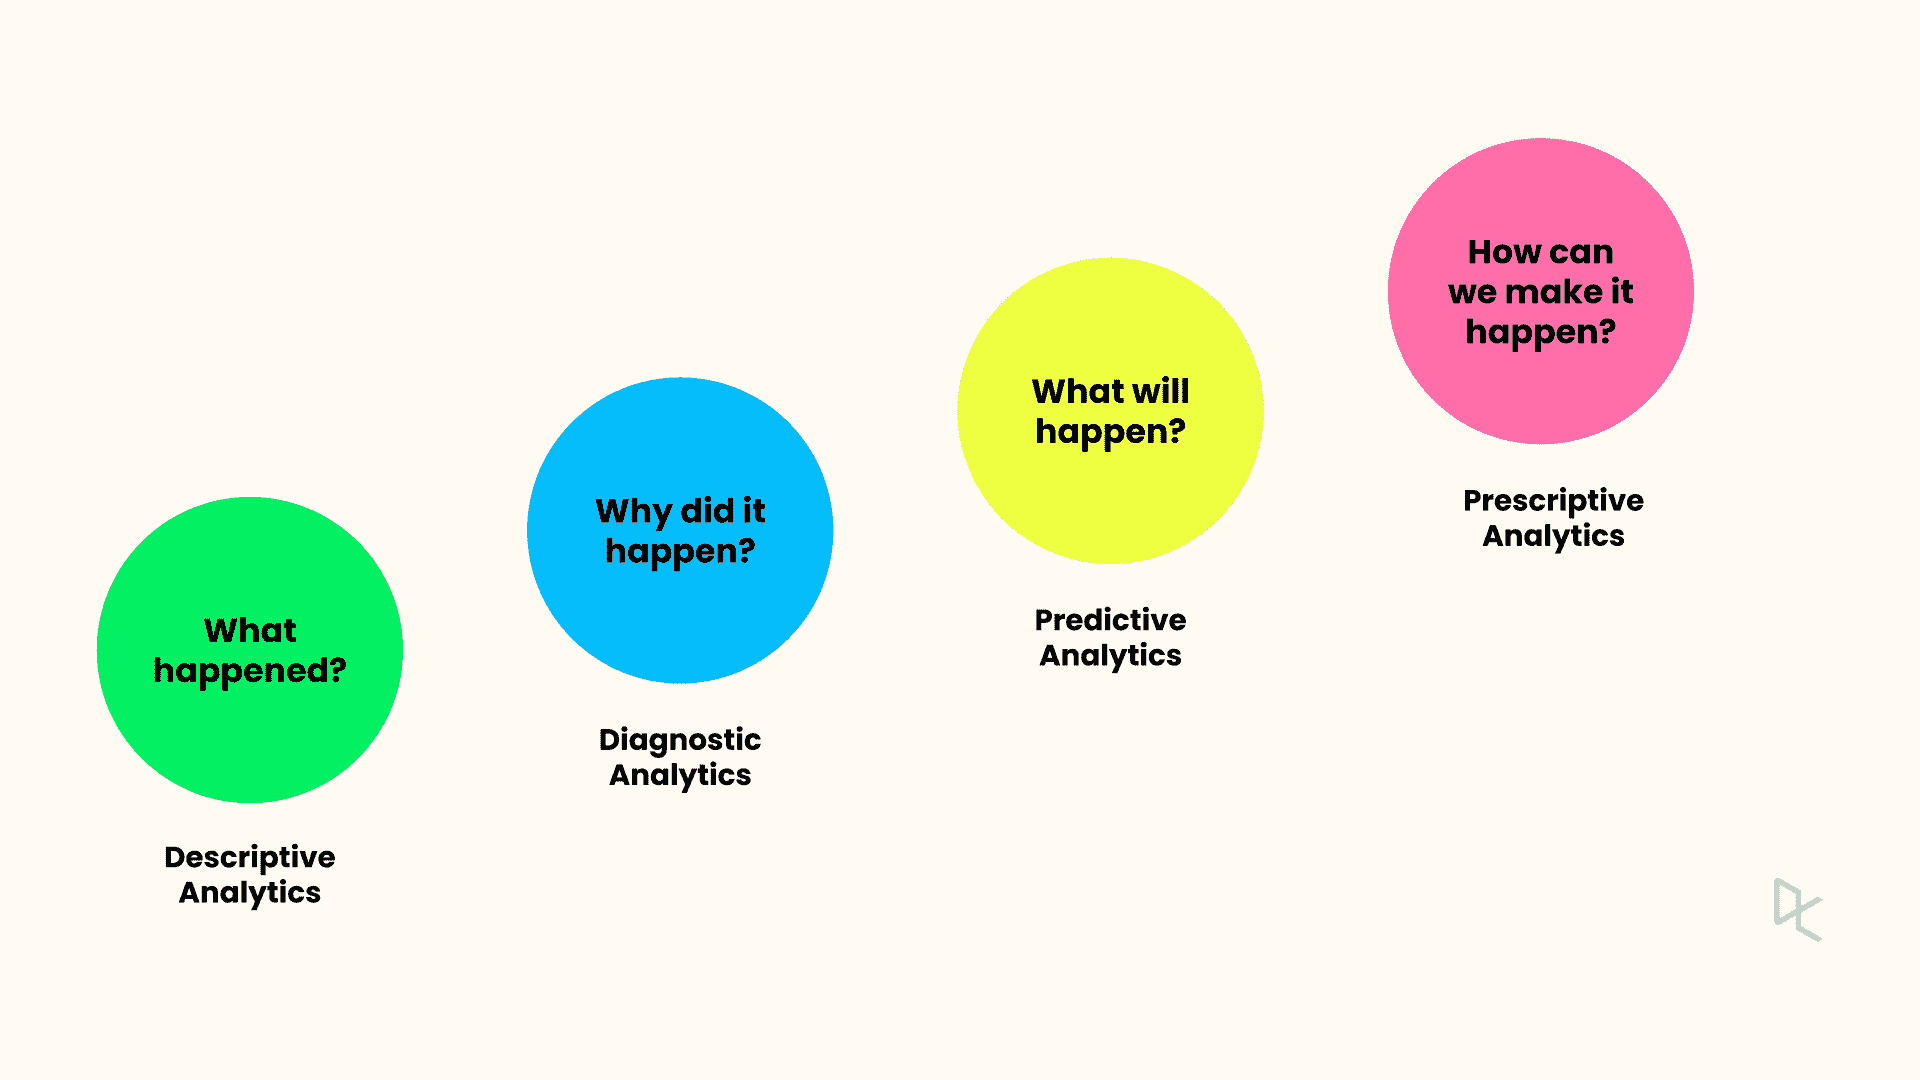 What
happened?
Descriptive
Analytics
Why did it
happen?
Diagnostic
Analytics
What will
happen?
Predictive
Analytics
How can
we make it
happen?
Prescriptive
Analytics